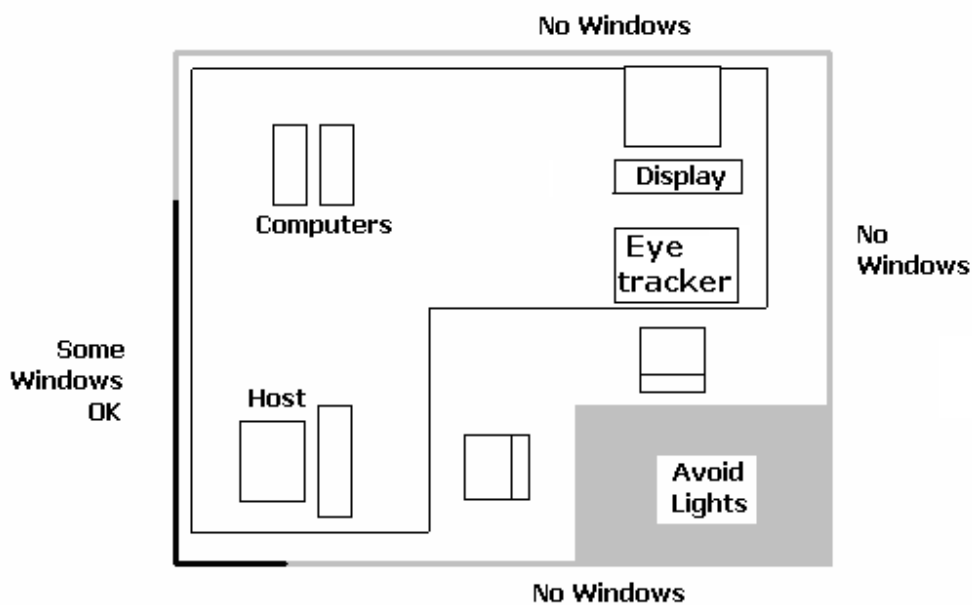 No Windows
Display
Computers
Eye
tracker
No
Windows
Some
Windows
OK
Host
Avoid
Lights
No Windows